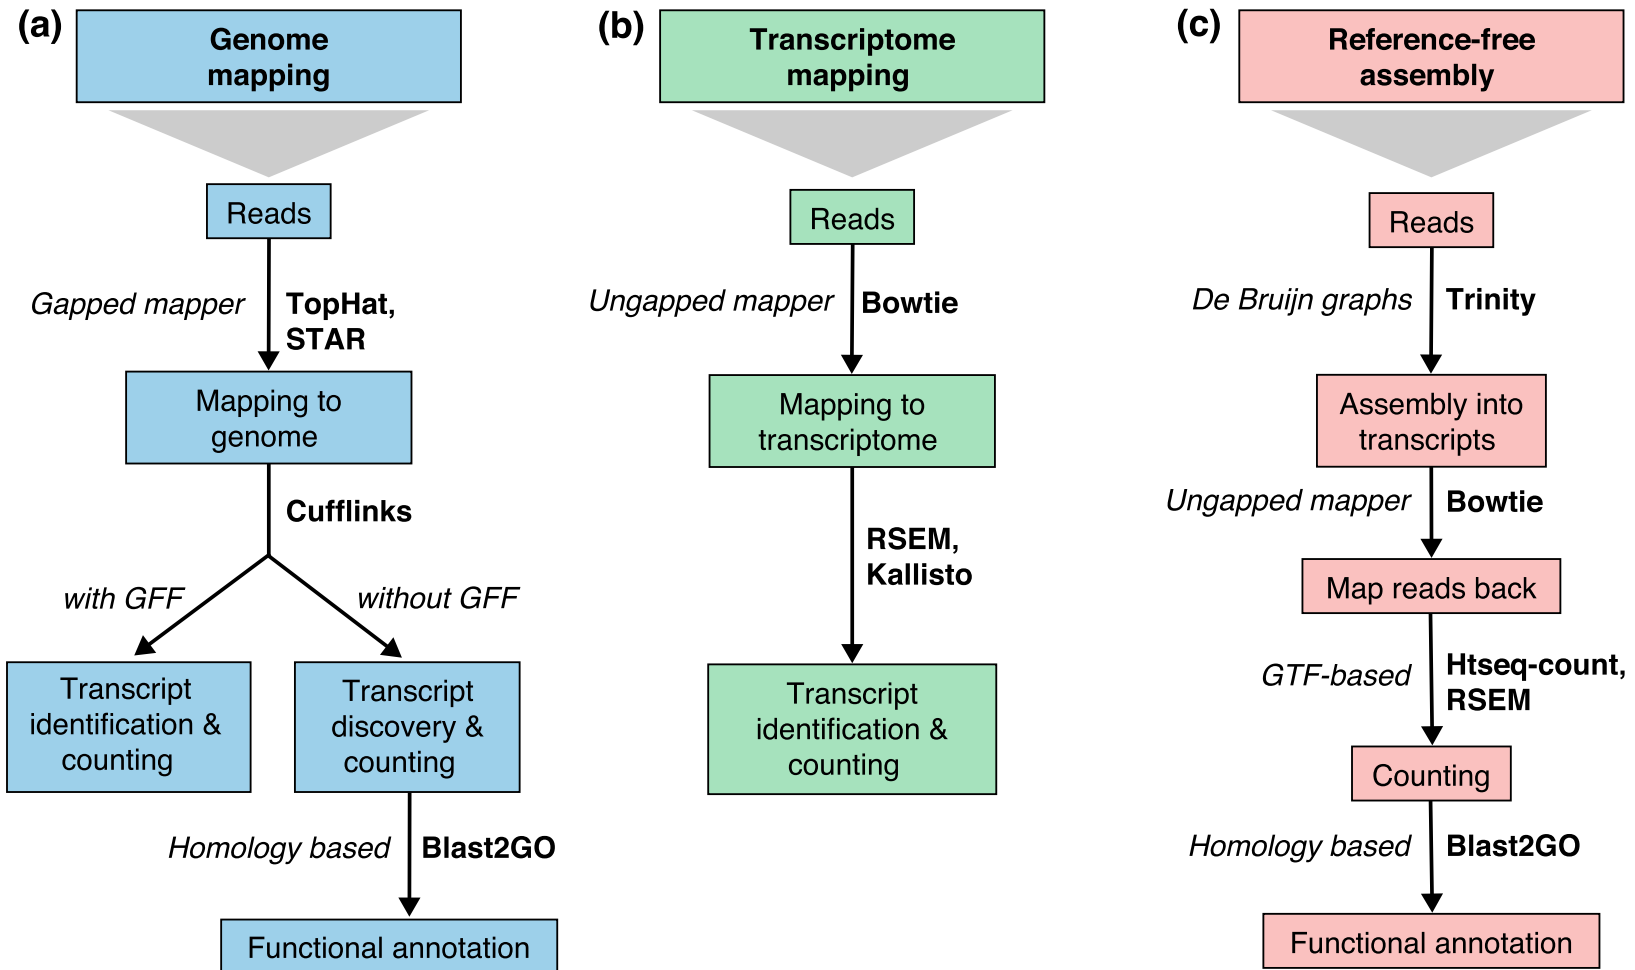 (a)
Genome
mapping
Reads
Gapped mapper
TopHat,
STAR
Mapping to
genome
Cufflinks
with GFF
without GFF
Transcript
identification &
counting
Transcript
discovery &
counting
Homology based
Blast2GO
Functional annotation
(b)
Transcriptome
mapping
Reads
Ungapped mapper
Bowtie
Mapping to
transcriptome
RSEM,
Kallisto
Transcript
identification &
counting
(c)
Reference-free
assembly
Reads
De Bruijn graphs
Trinity
Assembly into
transcripts
Ungapped mapper
Bowtie
Map reads back
GTF-based
Htseq-count,
RSEM
Counting
Homology based
Blast2GO
Functional annotation